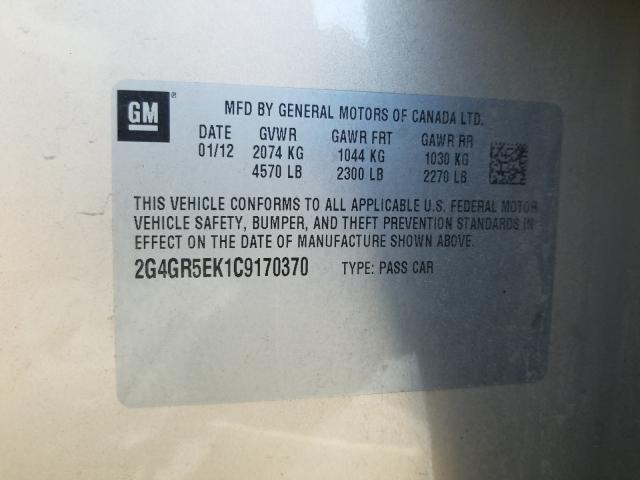 GM ®
MFD BY GENERAL MOTORS OF CANADA LTD.
DATE GVWR GAWR FRT GAWR RR
01/12 2074 KG 1044 KG 1030 KG
4570 LB 2300 LB 2270 LB
THIS VEHICLE CONFORMS TO ALL APPLICABLE U.S. FEDERAL MOTOR
VEHICLE SAFETY, BUMPER, AND THEFT PREVENTION STANDARDS IN
EFFECT ON THE DATE OF MANUFACTURE SHOWN ABOVE.
2G4GR5EK1C9170370 TYPE: PASS CAR